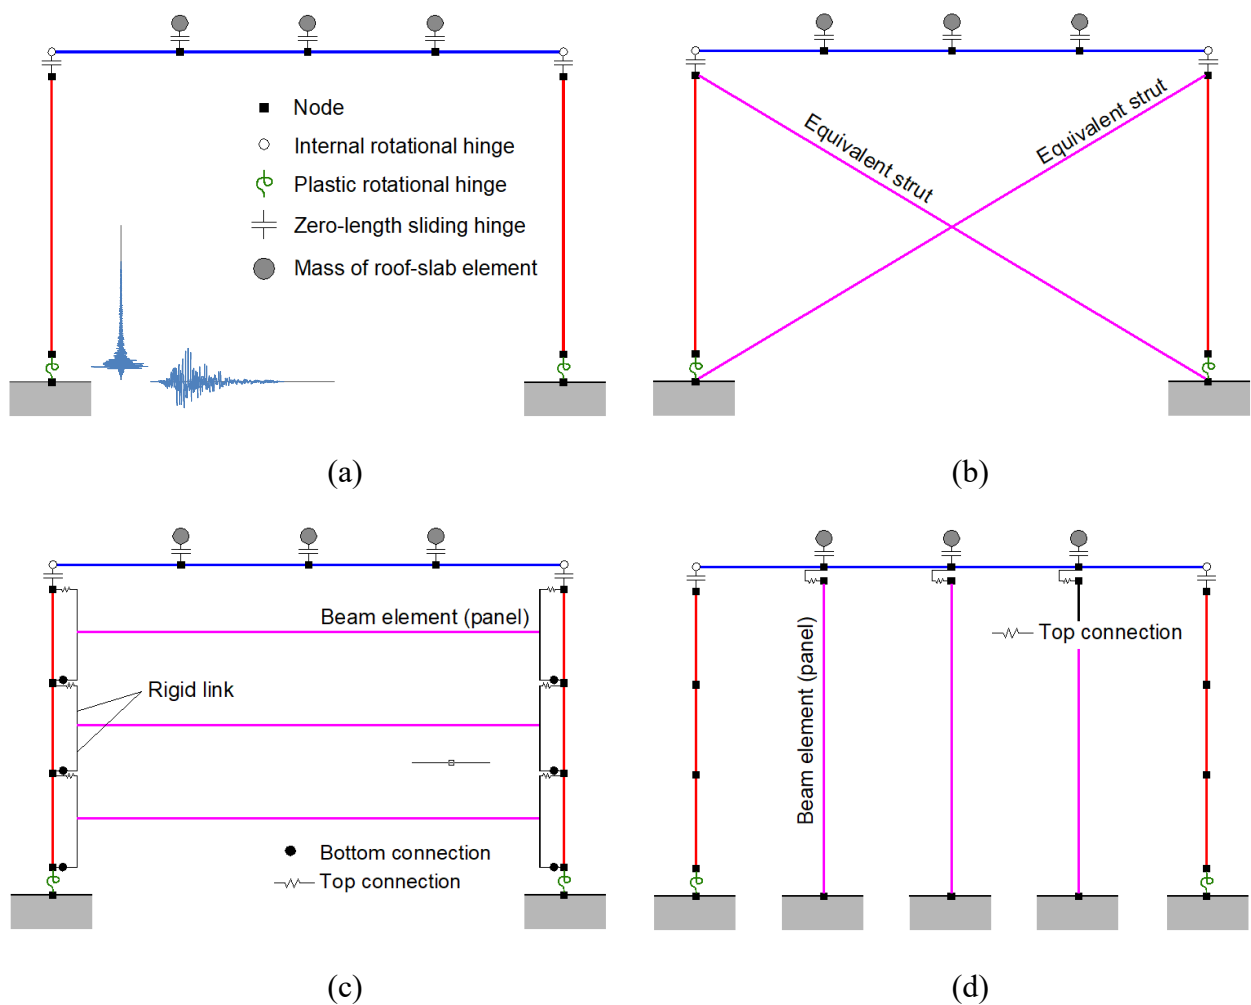 Node
Internal rotational hinge
Plastic rotational hinge
Zero-length sliding hinge
Mass of roof-slab element
(a)
Equivalent strut
Equivalent strut
(b)
Beam element (panel)
Rigid link
Bottom connection
Top connection
(c)
Top connection
Beam element (panel)
(d)